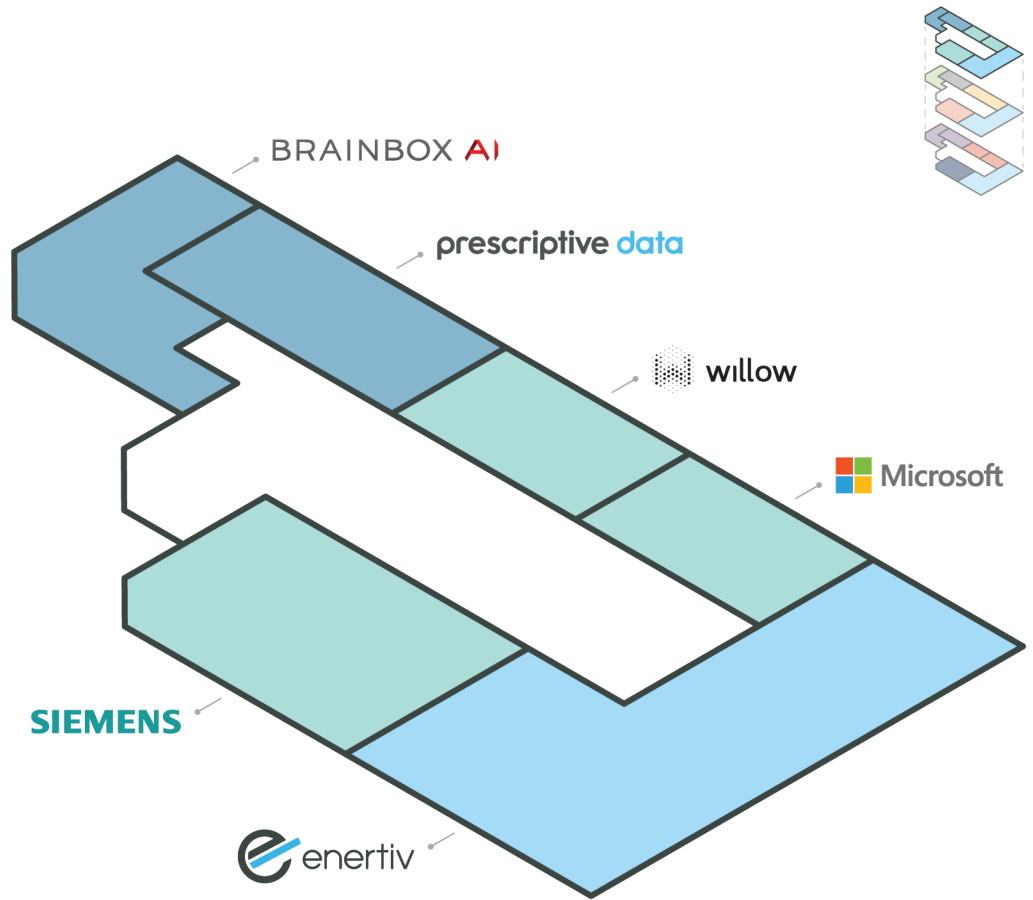 BRAINBOX AI
prescriptive data
willow
Microsoft
SIEMENS
enertiv